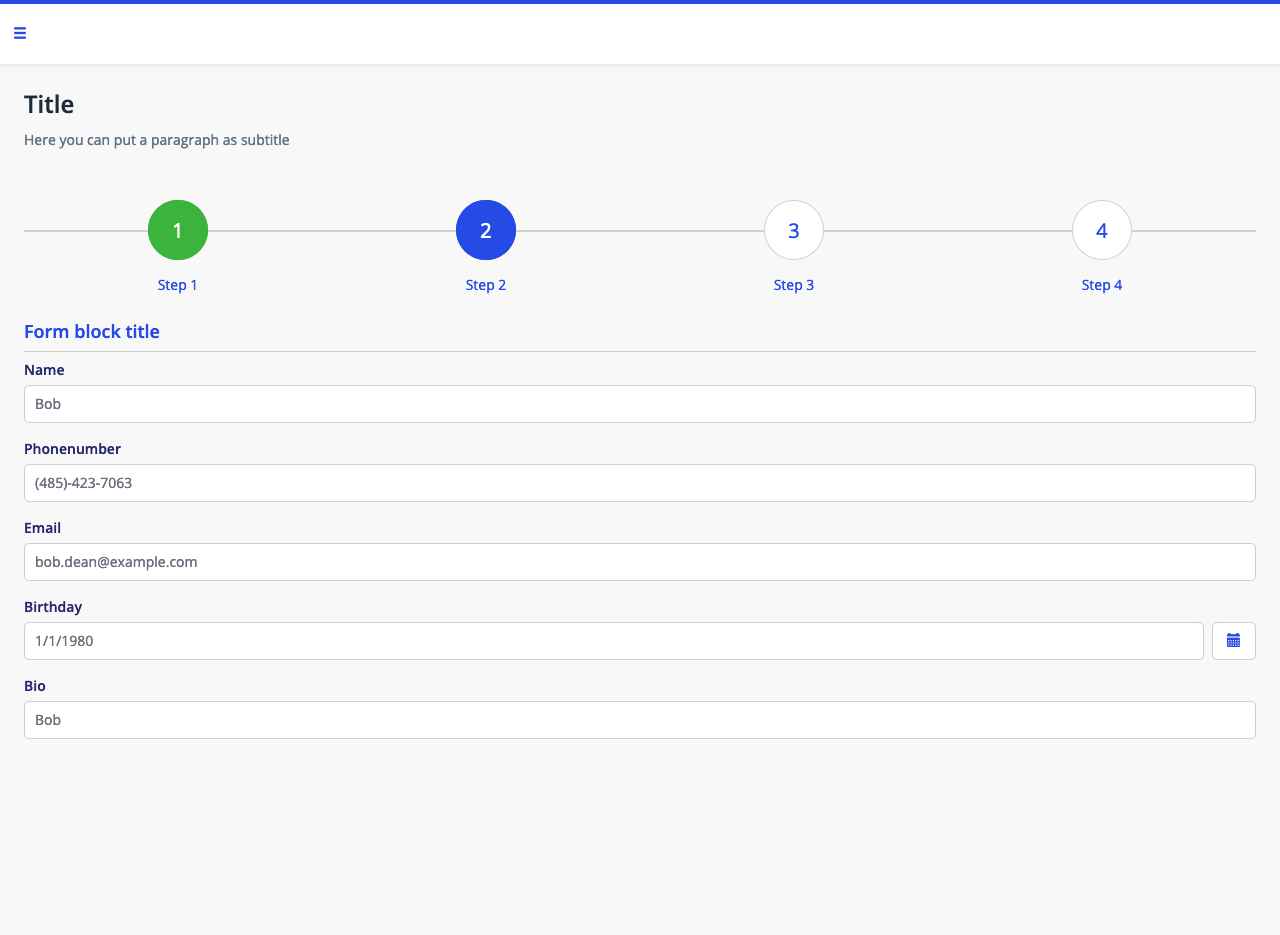 Title
Here you can put a paragraph as subtitle
1 2 3 4
Step 1 Step 2 Step 3 Step 4
Form block title
Name
Bob
Phonenumber
(485)-423-7063
Email
bob.dean@example.com
Birthday
1/1/1980
Bio
Bob